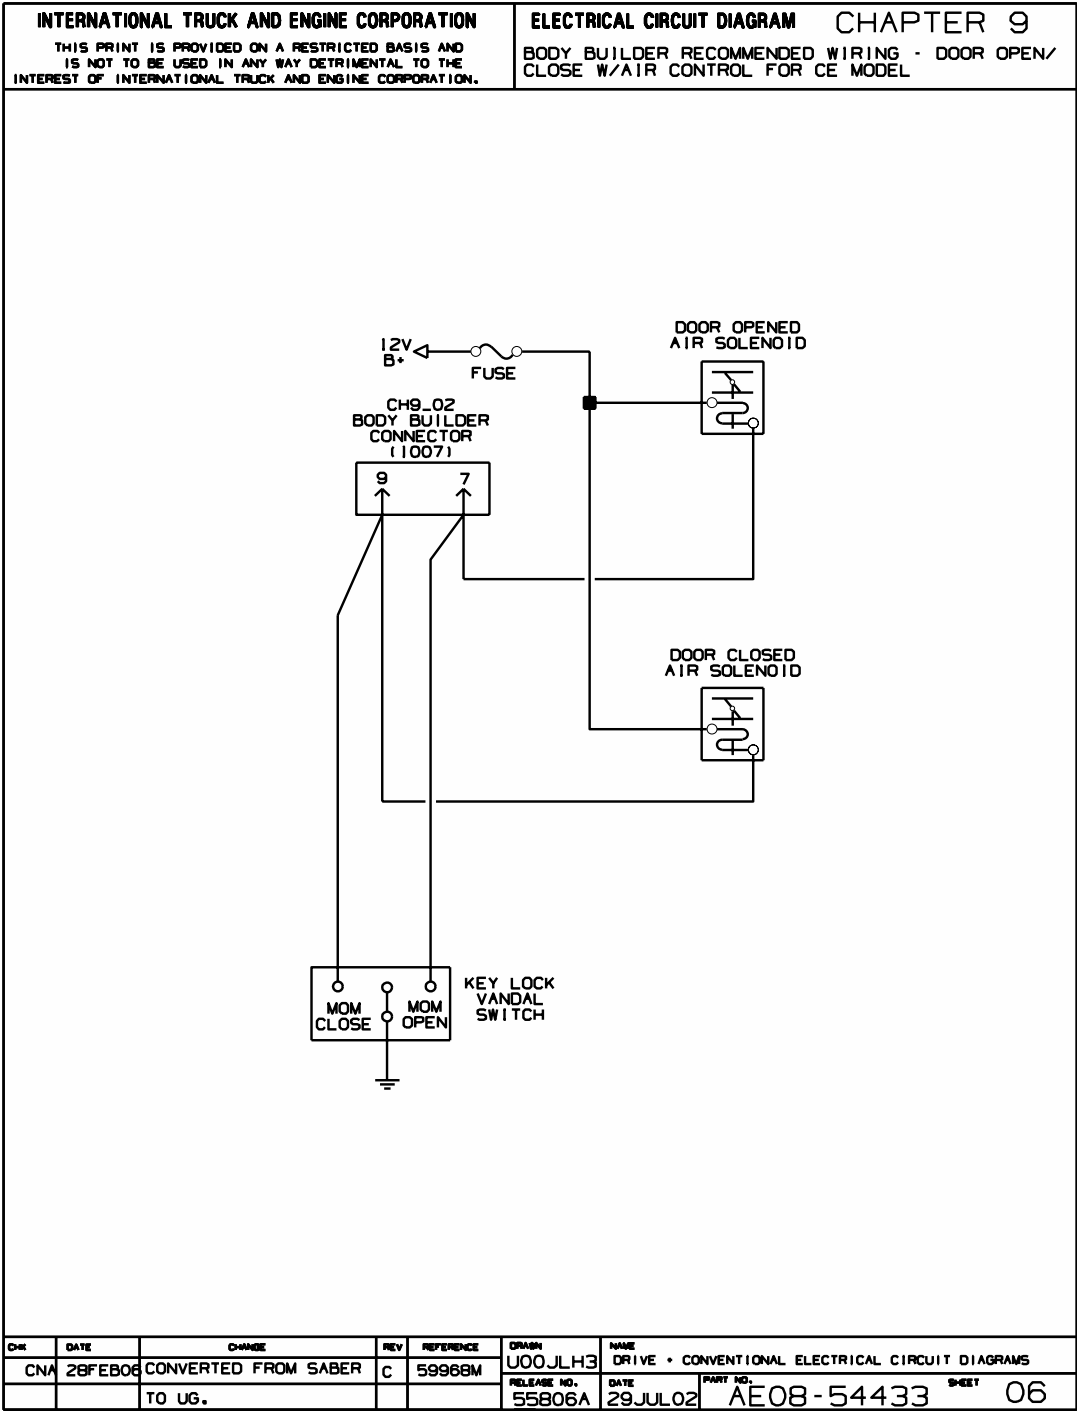 INTERNATIONAL TRUCK AND ENGINE CORPORATION
THIS PRINT IS PROVIDED ON A RESTRICTED BASIS AND
IS NOT TO BE USED IN ANY WAY DETRIMENTAL TO THE
INTEREST OF INTERNATIONAL TRUCK AND ENGINE CORPORATION.
ELECTRICAL CIRCUIT DIAGRAM CHAPTER 9
BODY BUILDER RECOMMENDED WIRING - DOOR OPEN/
CLOSE W/AIR CONTROL FOR CE MODEL
DOOR OPENED
AIR SOLENOID
12V
B+
FUSE
CH9_02
BODY BUILDER
CONNECTOR
(1007)
9 7
DOOR CLOSED
AIR SOLENOID
KEY LOCK
VANDAL
SWITCH
MOM
CLOSE
MOM
OPEN
CHK DATE CHANGE REV REFERENCE
CNA 28FEB06 CONVERTED FROM SABER C 59968M
TO UG.
DRAWN
U00JLH3
NAME
DRIVE + CONVENTIONAL ELECTRICAL CIRCUIT DIAGRAMS
RELEASE NO.
55806A
DATE
29JUL02
PART NO.
AE08-54433
SHEET
06